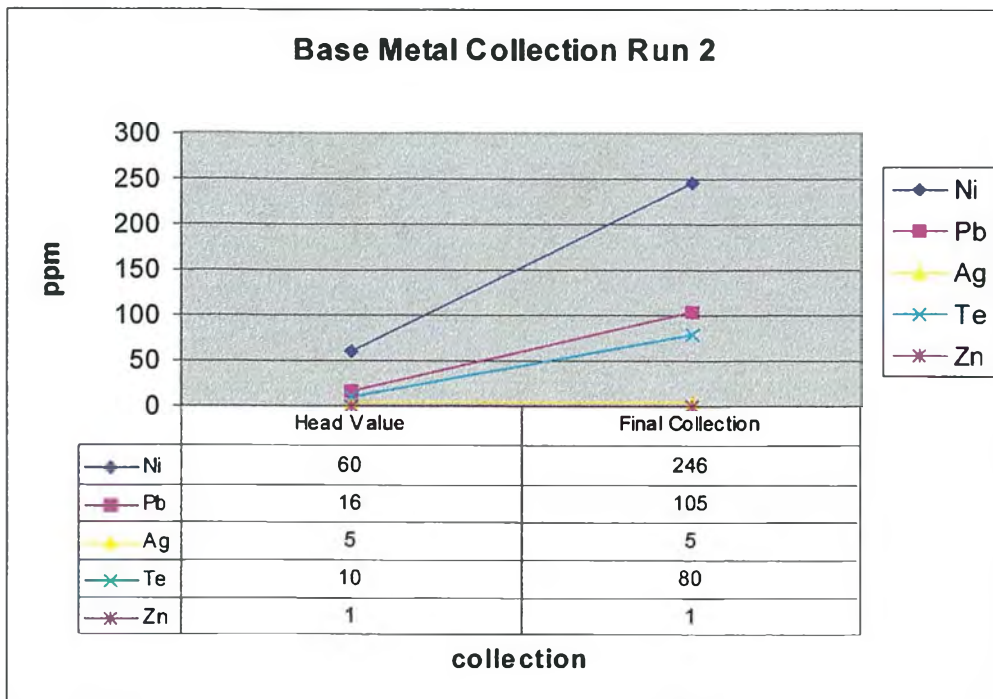 Base Metal Collection Run 2
300
250
200
150
100
50
0
ppm
Ni
Pb
Ag
Te
Zn
Head Value Final Collection
Ni 60 246
Pb 16 105
Ag 5 5
Te 10 80
Zn 1 1
collection